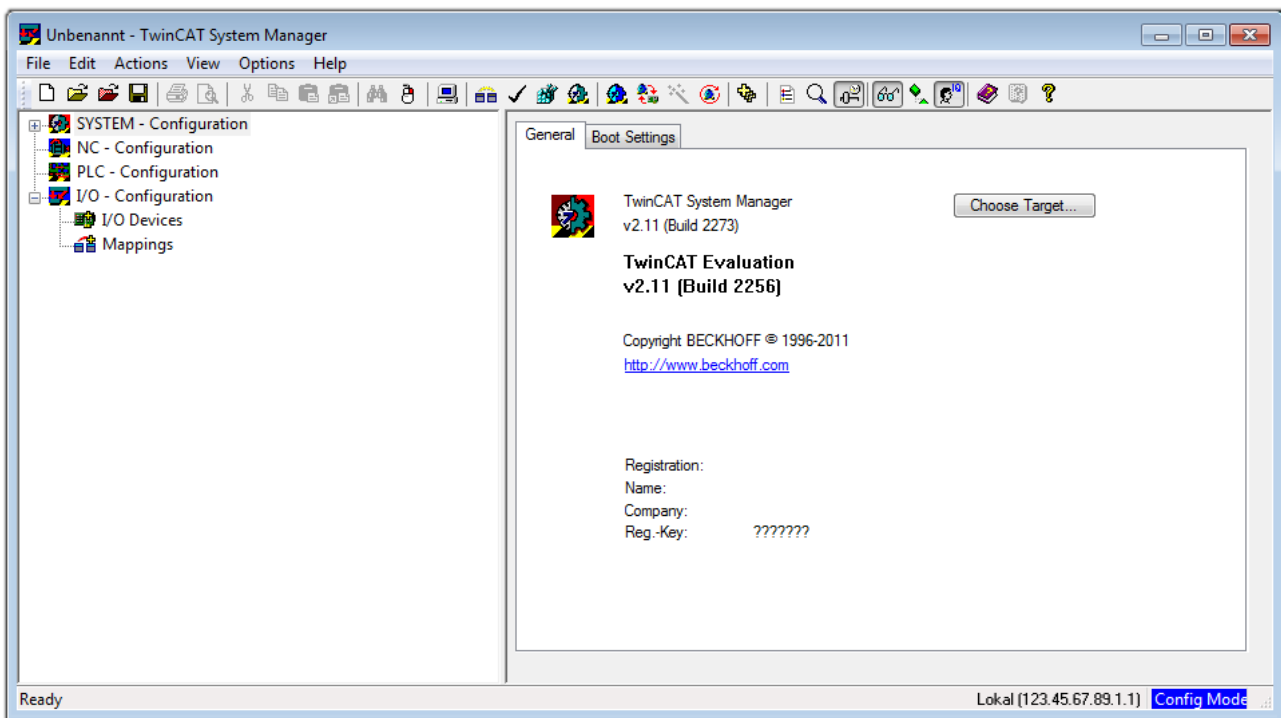 Unbenannt - TwinCAT System Manager
File Edit Actions View Options Help
SYSTEM - Configuration
NC - Configuration
PLC - Configuration
I/O - Configuration
I/O Devices
Mappings
General Boot Settings
TwinCAT System Manager
v2.11 (Build 2273)
Choose Target...
TwinCAT Evaluation
v2.11 (Build 2256)
Copyright BECKHOFF © 1996-2011
http://www.beckhoff.com
Registration:
Name:
Company:
Reg.-Key: ???????
Ready Lokal (123.45.67.89.1.1) Config Mode